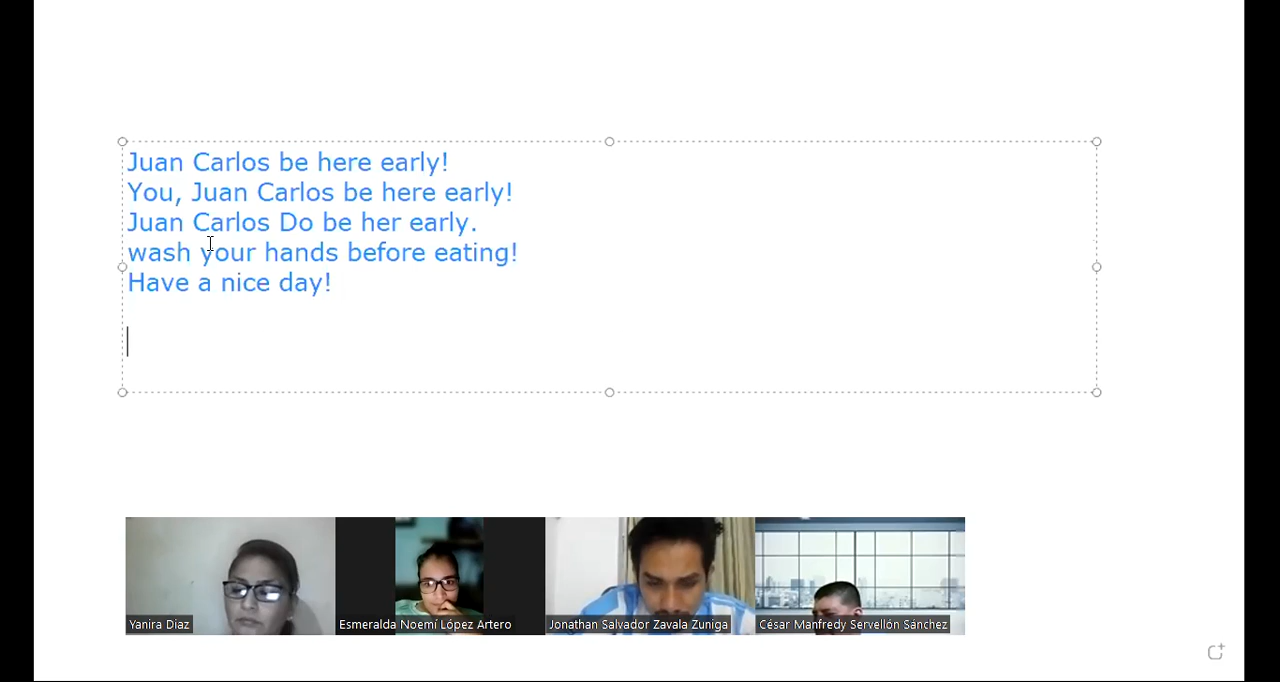 Juan Carlos be here early!
You, Juan Carlos be here early!
Juan Carlos Do be her early.
wash your hands before eating!
Have a nice day!
Yanira Diaz
Esmeralda Noemí López Artero
Jonathan Salvador Zavala Zuniga
César Manfredy Servellón Sánchez